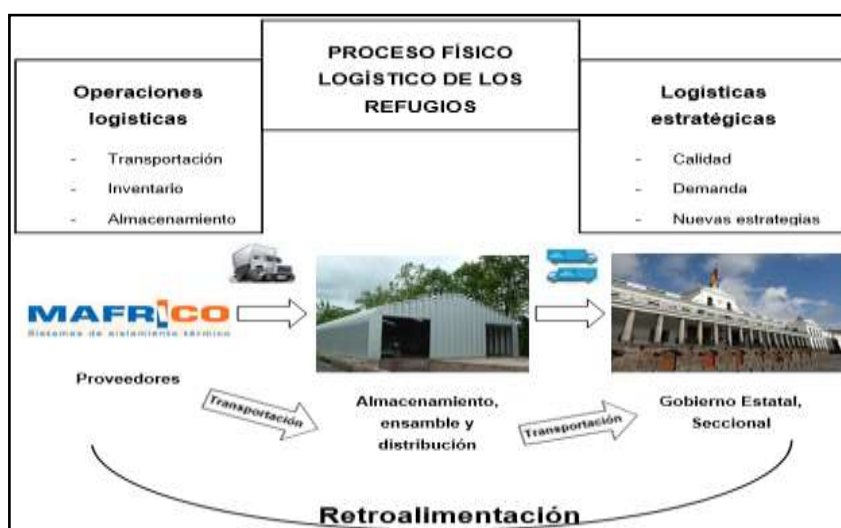 PROCESO FÍSICO
LOGÍSTICO DE LOS
REFUGIOS
Operaciones
logisticas
- Transportación
- Inventario
- Almacenamiento
Logísticas
estratégicas
- Calidad
- Demanda
- Nuevas estrategias
MAFRICO
Sistemas de aislamiento térmico
Proveedores
Transportación
Almacenamiento,
ensamble y
distribución
Transportación
Gobierno Estatal,
Seccional
Retroalimentación